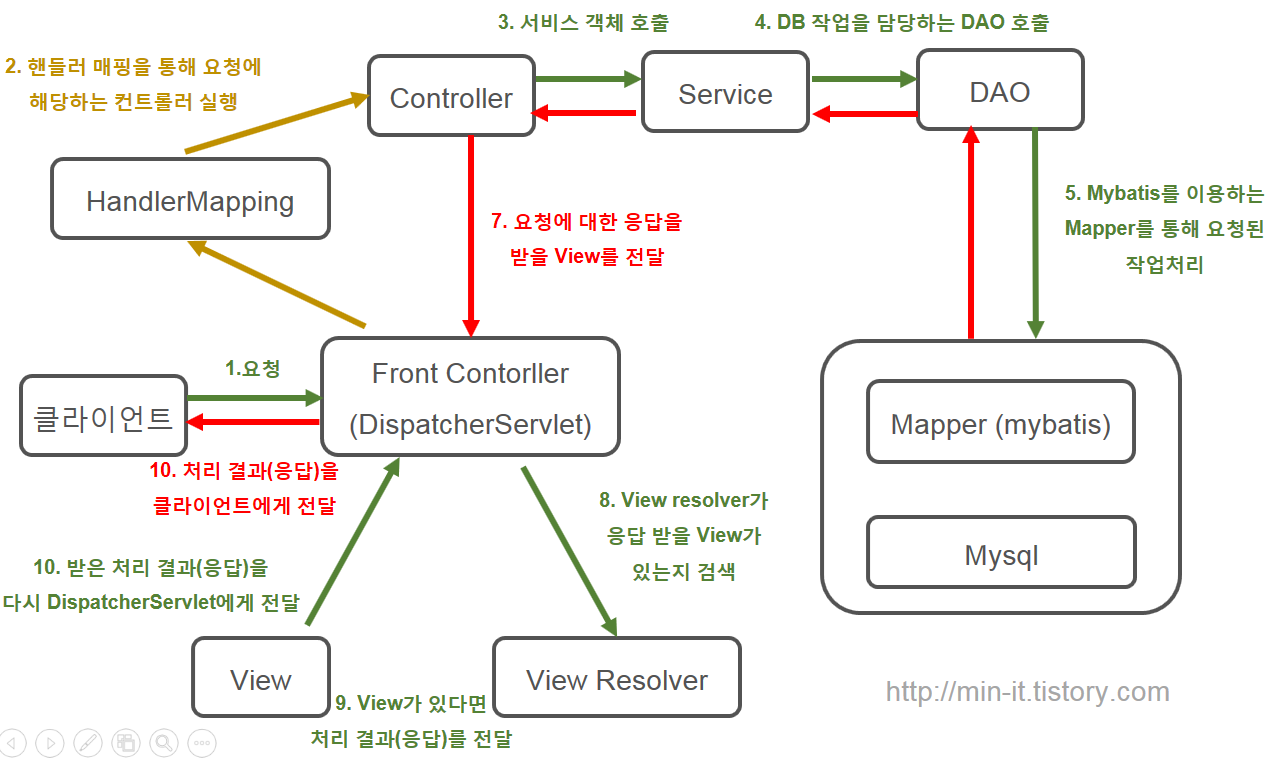 3. 서비스 객체 호출
4. DB 작업을 담당하는 DAO 호출
2. 핸들러 매핑을 통해 요청에
해당하는 컨트롤러 실행
Controller
Service
DAO
HandlerMapping
5. Mybatis를 이용하는
Mapper를 통해 요청된
작업처리
7. 요청에 대한 응답을
받을 View를 전달
1.요청
클라이언트
Front Contorller
(DispatcherServlet)
Mapper (mybatis)
Mysql
10. 처리 결과(응답)을
클라이언트에게 전달
8. View resolver가
응답 받을 View가
있는지 검색
10. 받은 처리 결과(응답)을
다시 DispatcherServlet에게 전달
View
9. View가 있다면
처리 결과(응답)를 전달
View Resolver
http://min-it.tistory.com